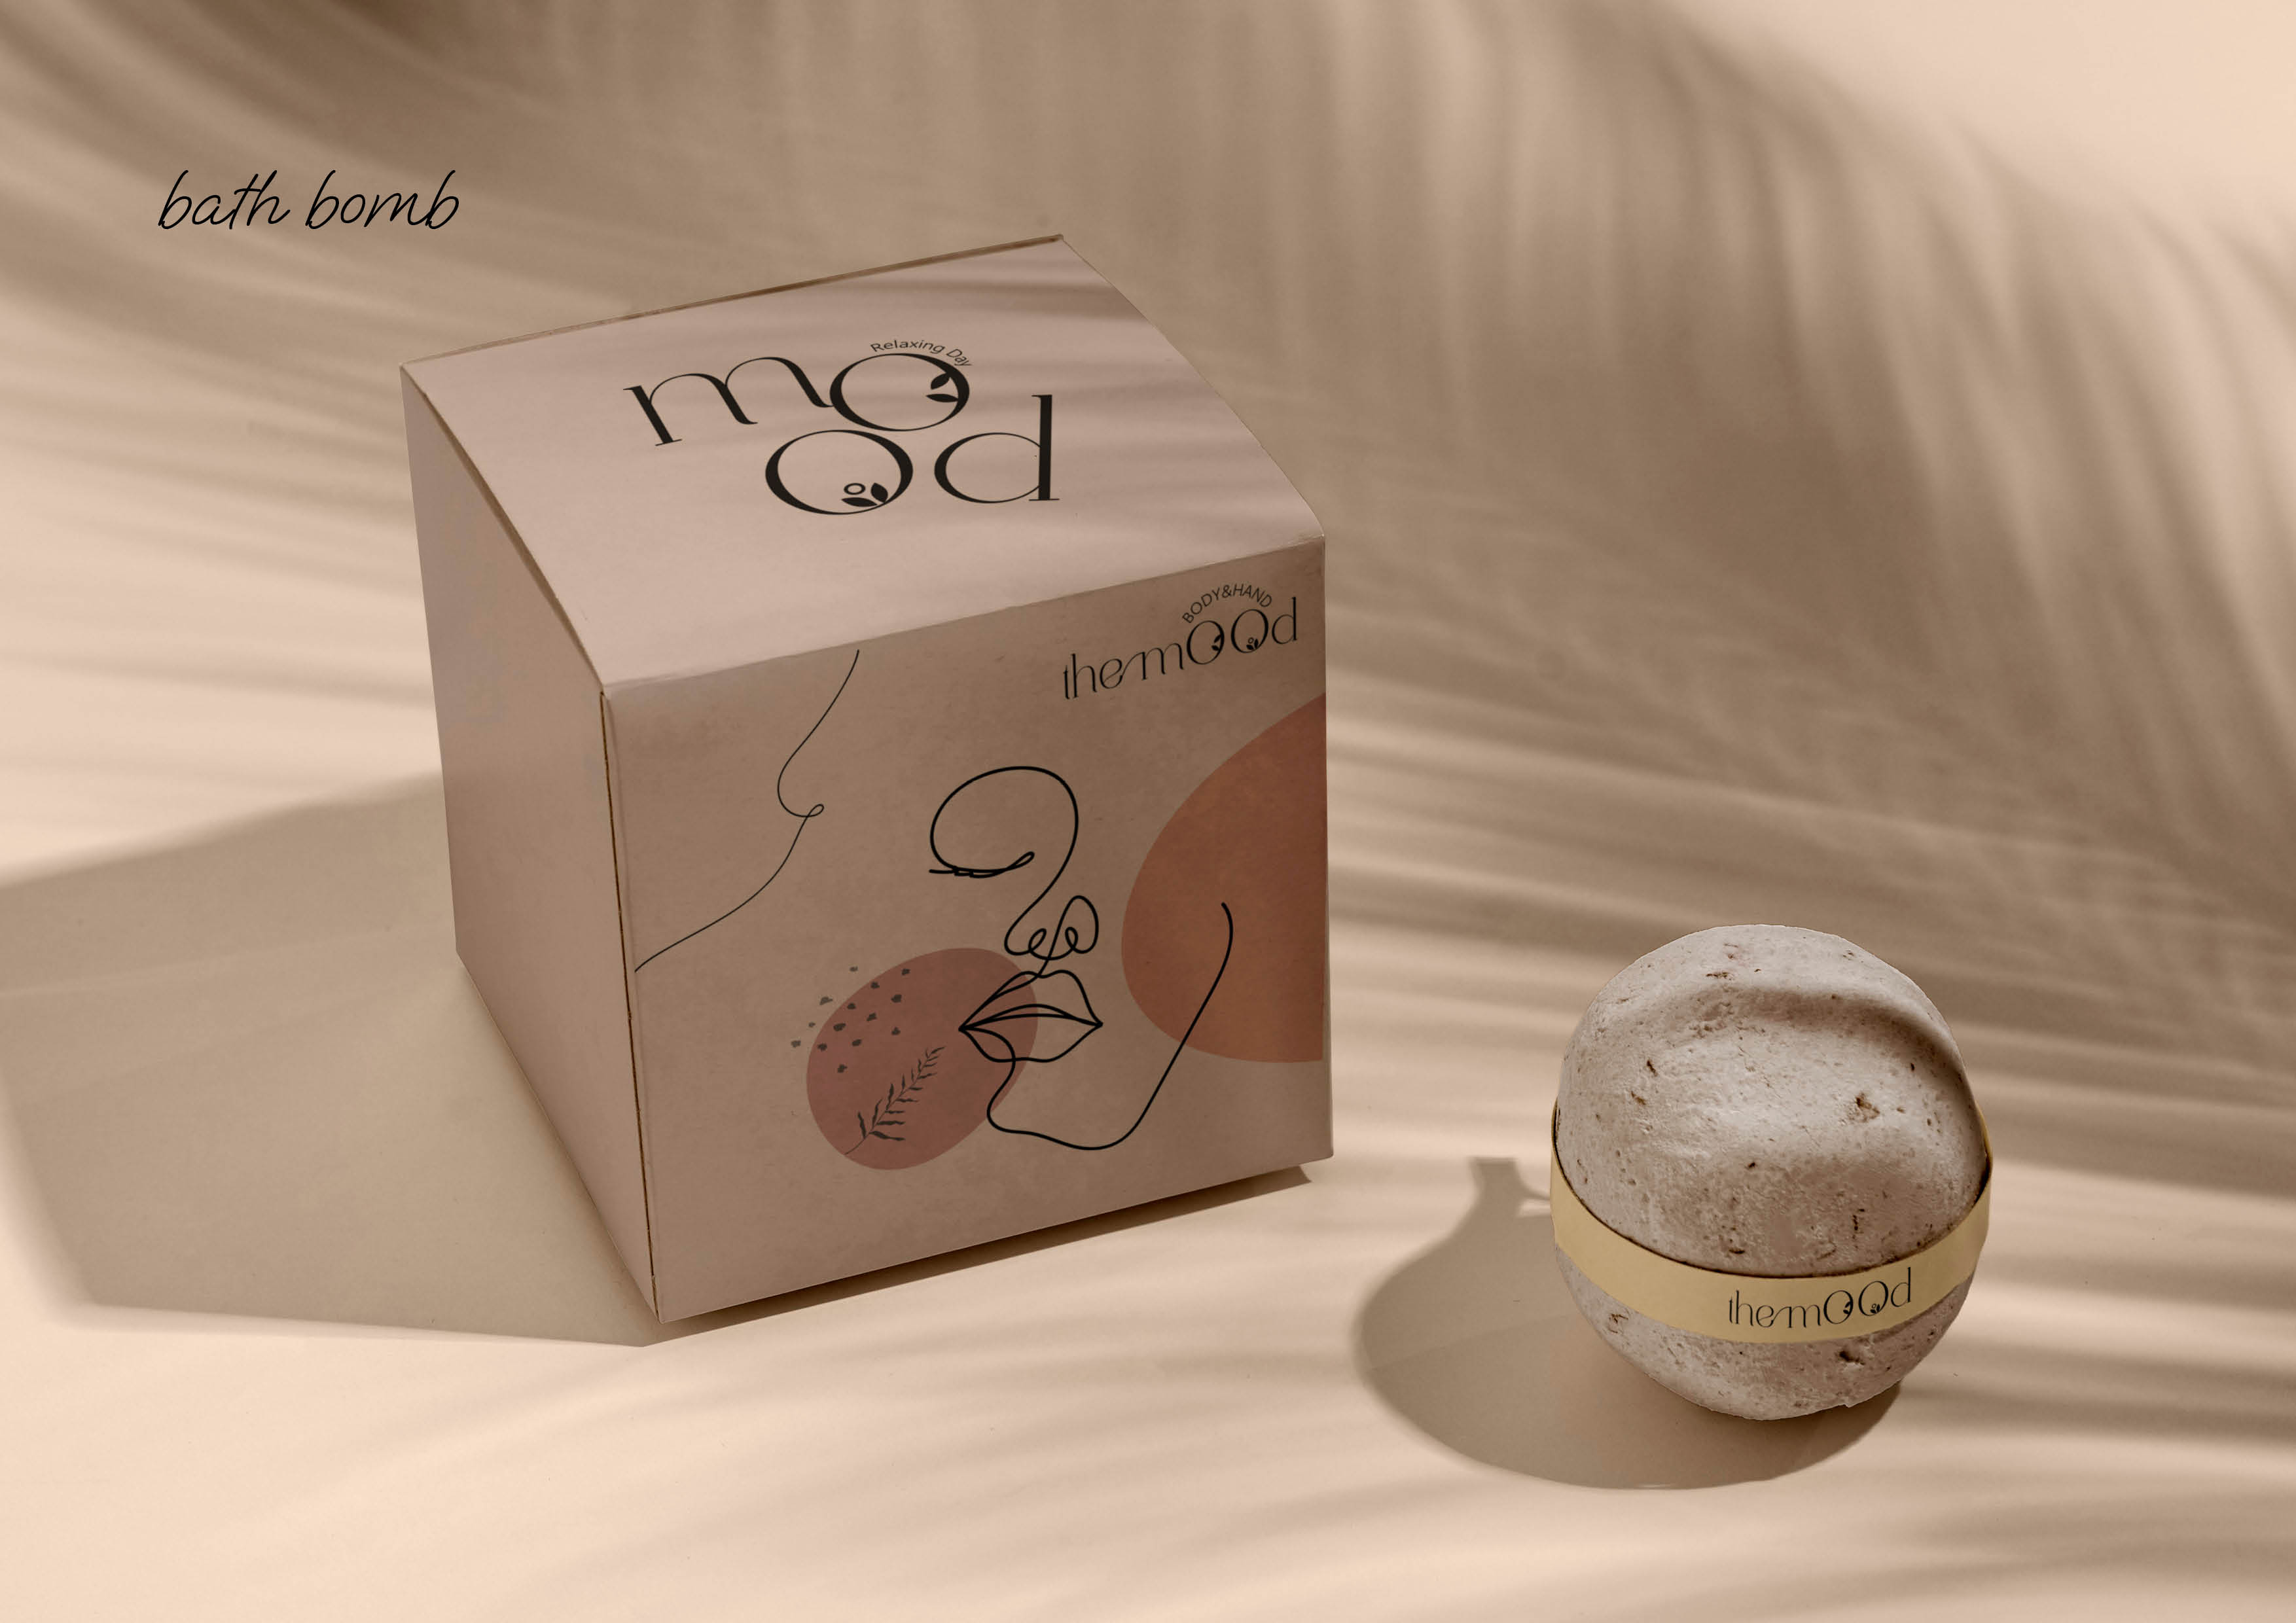 bath bomb
Relaxing Day
mO
Od
BODY&HAND
themOOd
themOOd